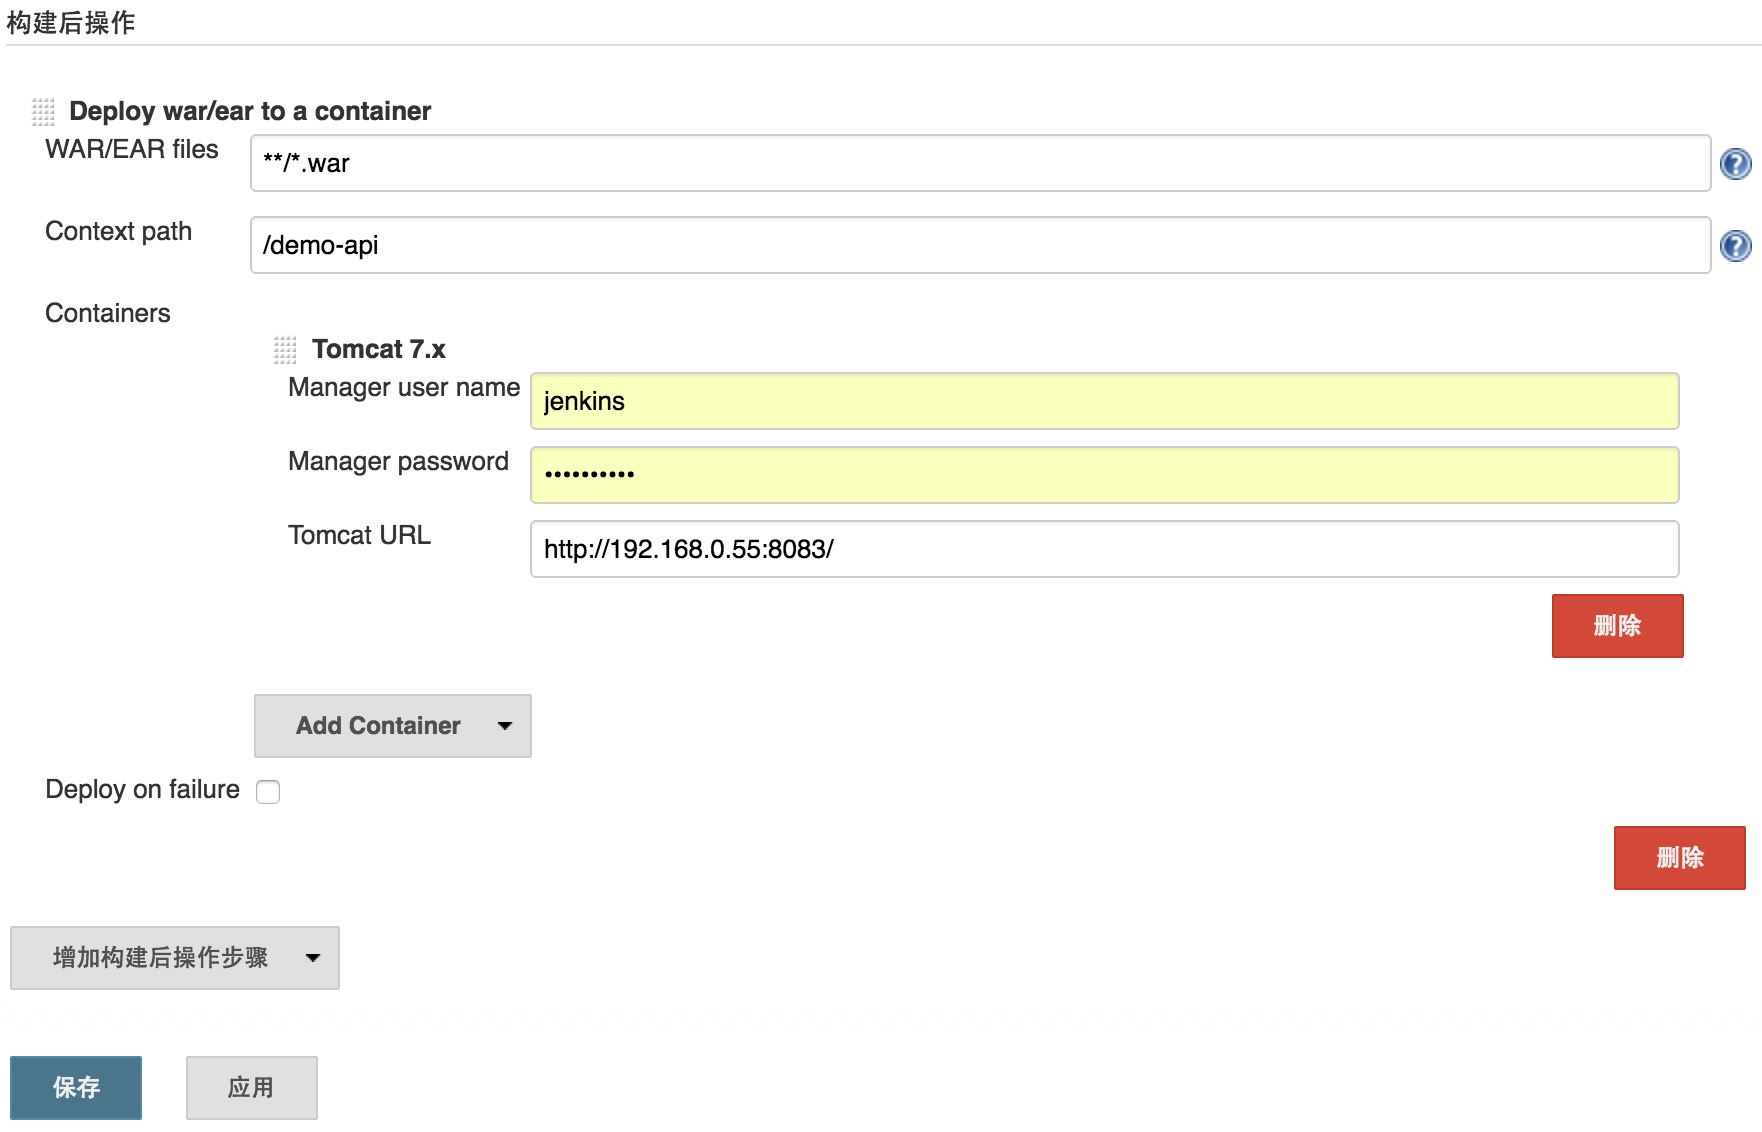 构建后操作
Deploy war/ear to a container
WAR/EAR files
**/*.war
Context path
/demo-api
Containers
Tomcat 7.x
Manager user name
jenkins
Manager password
••••••••••
Tomcat URL
http://192.168.0.55:8083/
删除
Add Container
Deploy on failure
删除
增加构建后操作步骤
保存
应用